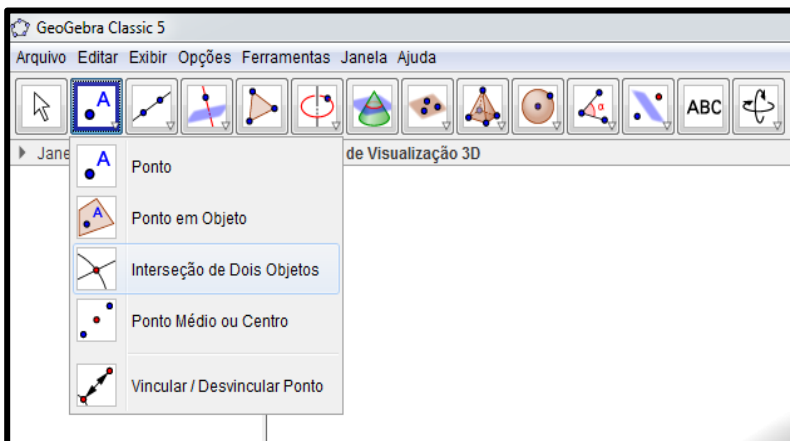 GeoGebra Classic 5
Arquivo Editar Exibir Opções Ferramentas Janela Ajuda
A
α
ABC
Jane
de Visualização 3D
A
Ponto
A
Ponto em Objeto
Interseção de Dois Objetos
Ponto Médio ou Centro
Vincular / Desvincular Ponto